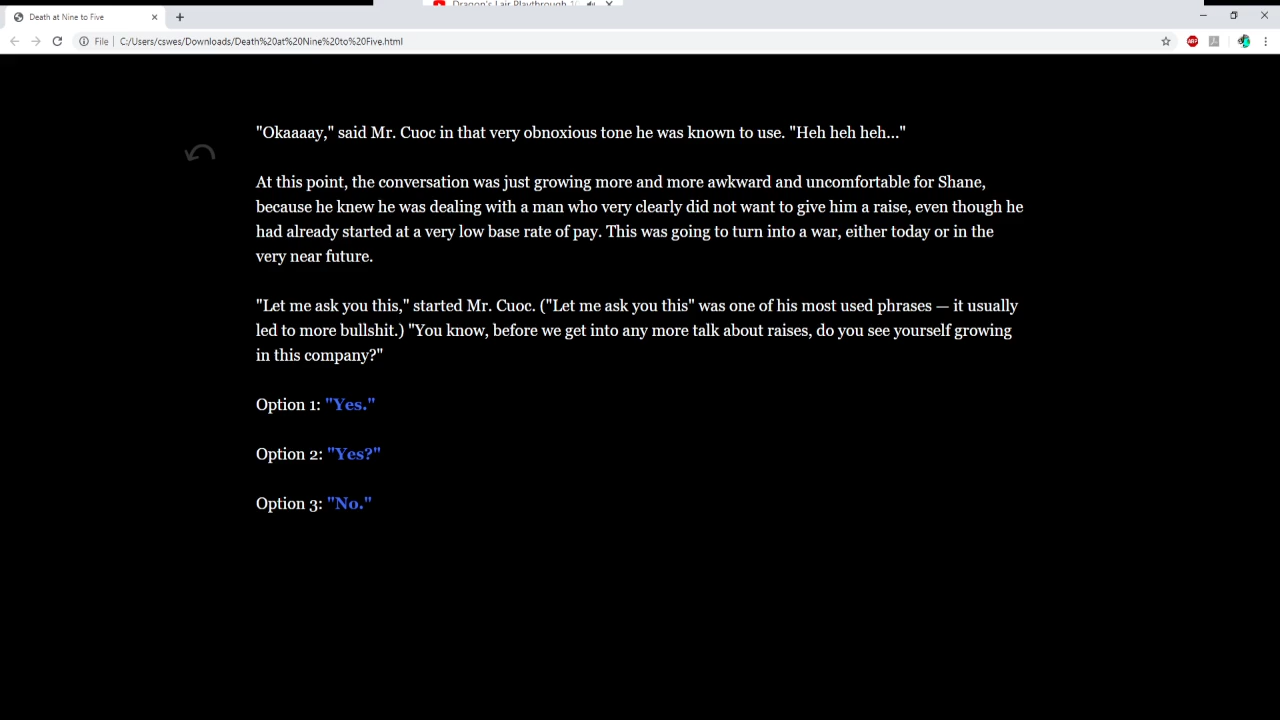 Dragon's Lair Playthrough
Death at Nine to Five
File
C:/Users/cswes/Downloads/Death%20at%20Nine%20to%20Five.html
ABP
"Okaaaay," said Mr. Cuoc in that very obnoxious tone he was known to use. "Heh heh heh..."
At this point, the conversation was just growing more and more awkward and uncomfortable for Shane,
because he knew he was dealing with a man who very clearly did not want to give him a raise, even though he
had already started at a very low base rate of pay. This was going to turn into a war, either today or in the
very near future.
"Let me ask you this," started Mr. Cuoc. ("Let me ask you this" was one of his most used phrases — it usually
led to more bullshit.) "You know, before we get into any more talk about raises, do you see yourself growing
in this company?"
Option 1: "Yes."
Option 2: "Yes?"
Option 3: "No."